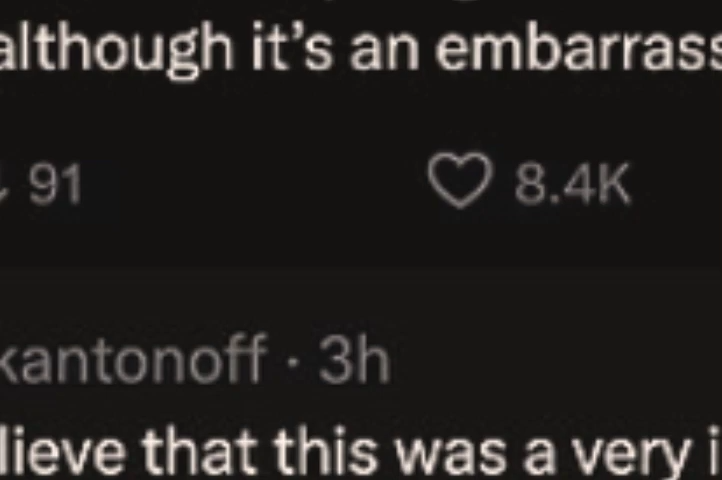 although it’s an embarrass
91 8.4K
kantonoff · 3h
lieve that this was a very i